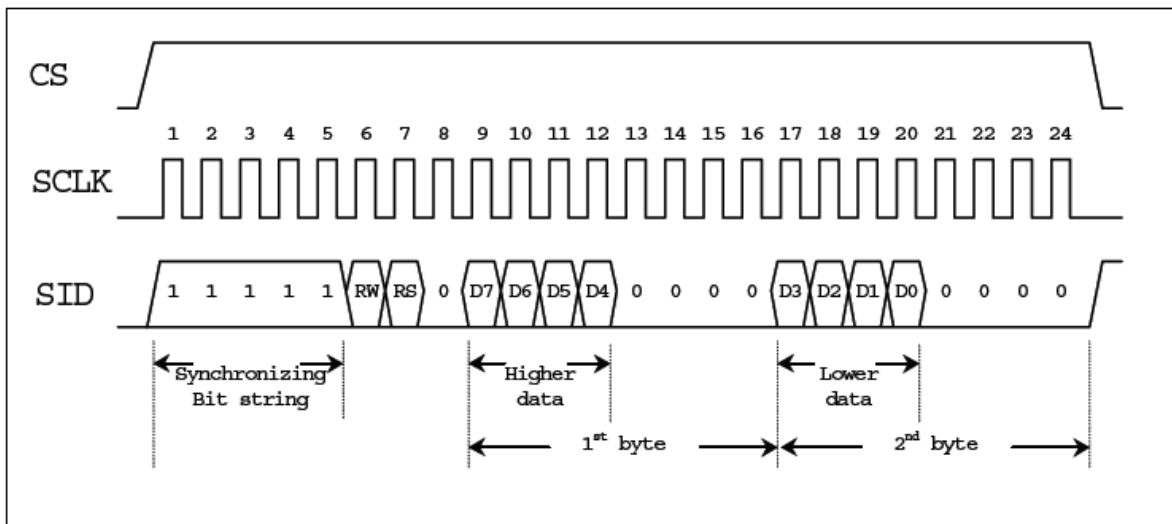 CS
1 2 3 4 5 6 7 8 9 10 11 12 13 14 15 16 17 18 19 20 21 22 23 24
SCLK
SID
1 1 1 1 1 RW RS 0 D7 D6 D5 D4 0 0 0 0 D3 D2 D1 D0 0 0 0 0
Synchronizing
Bit string
Higher
data
Lower
data
1st byte
2nd byte